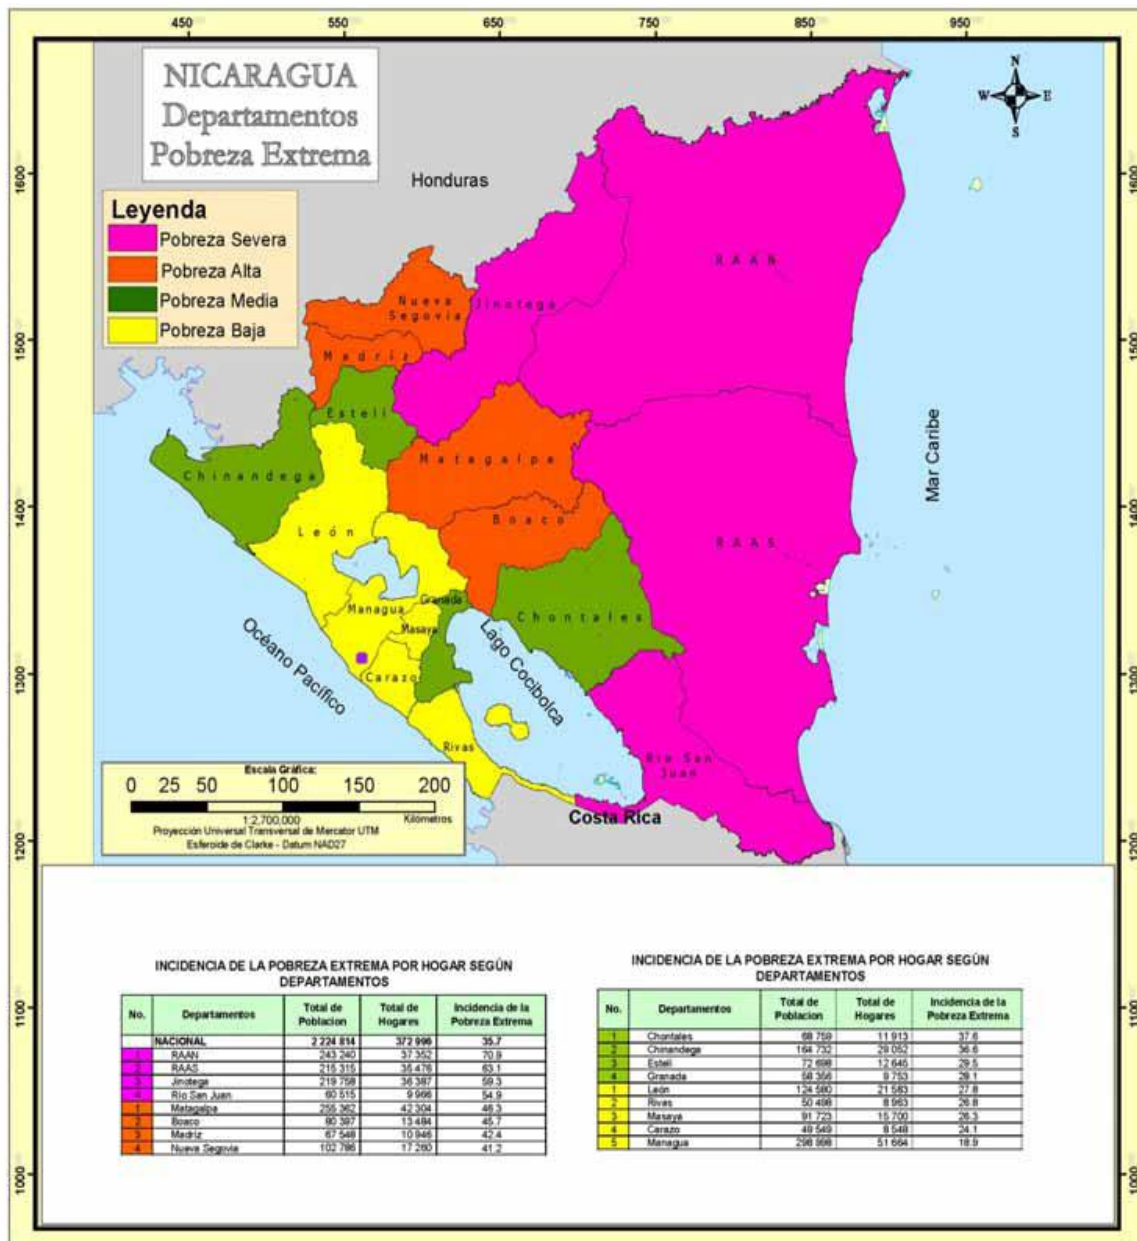 450 550 650 750 850 950
NICARAGUA
Departamentos
Pobreza Extrema
N
W E
S
1600 1600
Honduras
Leyenda
Pobreza Severa
Pobreza Alta
Pobreza Media
Pobreza Baja
RAAN
Jinotega
Nueva
Segovia
Madríz
1500 1500
Estelí
Mar Caribe
Matagalpa
Chinandega
1400 1400
Boaco
León
RAAS
Granada
Managua
Chontales
Masaya
Océano Pacífico
Lago Cocibolca
1300 1300
Carazo
Rivas
Río San
Juan
Escala Gráfica:
0 25 50 100 150 200
1:2,700,000 Kilómetros
Proyección Universal Transversal de Mercator UTM
Esferoide de Clarke - Datum NAD27
Costa Rica
1200 1200
INCIDENCIA DE LA POBREZA EXTREMA POR HOGAR SEGÚN
DEPARTAMENTOS
No. Departamentos Total de Poblacion Total de Hogares Incidencia de la Pobreza Extrema
NACIONAL 2 224 814 372 996 35.7
1 RAAN 243 240 37 352 70.9
2 RAAS 215 315 35 476 63.1
3 Jinotega 219 758 36 387 59.3
4 Río San Juan 60 515 9 966 54.9
1 Matagalpa 255 362 42 304 46.3
2 Boaco 80 397 13 484 45.7
3 Madríz 67 548 10 946 42.4
4 Nueva Segovia 102 786 17 260 41.2
INCIDENCIA DE LA POBREZA EXTREMA POR HOGAR SEGÚN
DEPARTAMENTOS
No. Departamentos Total de Poblacion Total de Hogares Incidencia de la Pobreza Extrema
1 Chontales 68 759 11 913 37.6
2 Chinandega 164 732 28 052 36.6
3 Estelí 72 698 12 645 29.5
4 Granada 58 356 9 753 29.1
1 León 124 580 21 583 27.8
2 Rivas 50 498 8 963 26.8
3 Masaya 91 723 15 700 26.3
4 Carazo 49 549 8 548 24.1
5 Managua 298 998 51 664 18.9
1100 1100
1000 1000